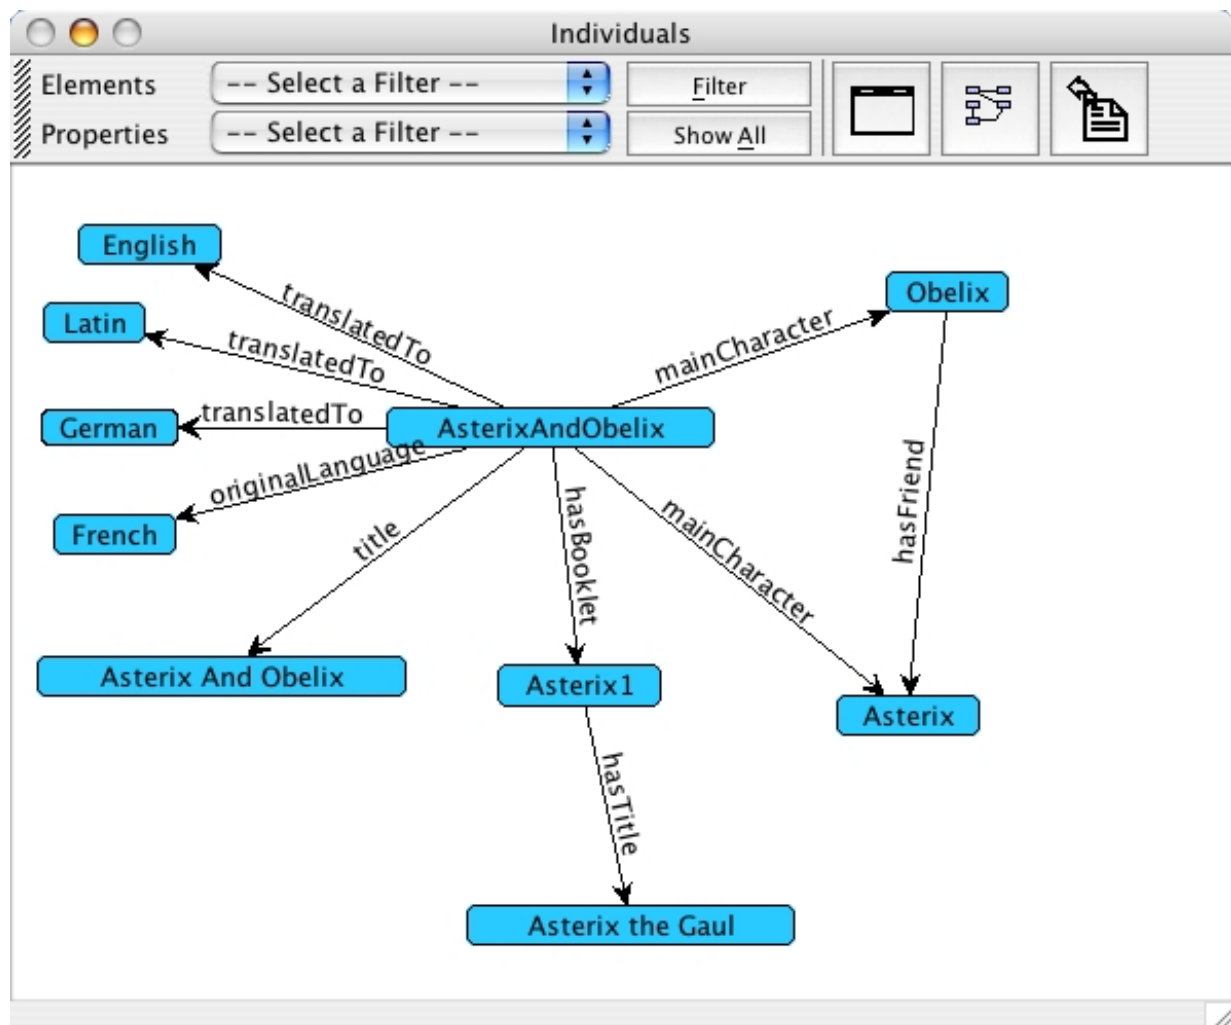 Individuals
Elements
-- Select a Filter --
Filter
Properties
-- Select a Filter --
Show All
English
translatedTo
Obelix
Latin
translatedTo
mainCharacter
German
translatedTo
AsterixAndObelix
originalLanguage
French
title
hasBooklet
mainCharacter
hasFriend
Asterix And Obelix
Asterix1
Asterix
hasTitle
Asterix the Gaul